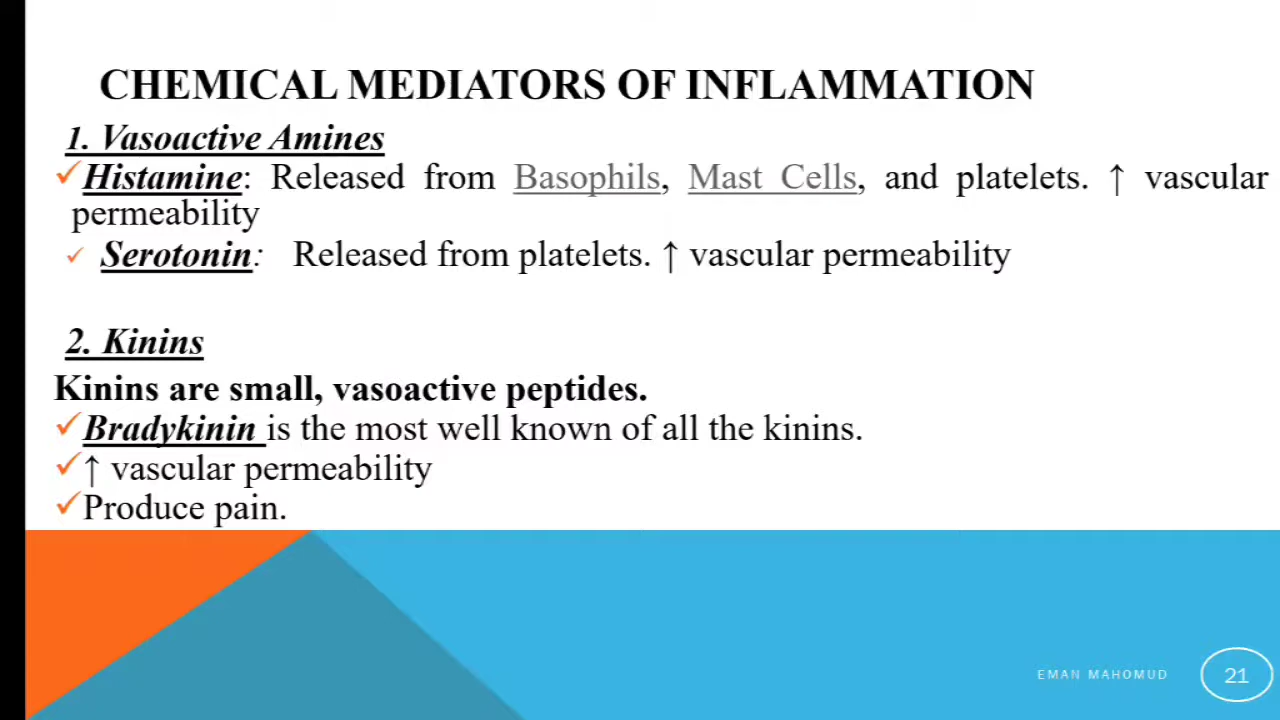 CHEMICAL MEDIATORS OF INFLAMMATION
1. Vasoactive Amines
✓Histamine: Released from Basophils, Mast Cells, and platelets. ↑ vascular
permeability
✓ Serotonin: Released from platelets. ↑ vascular permeability
2. Kinins
Kinins are small, vasoactive peptides.
✓Bradykinin is the most well known of all the kinins.
✓↑ vascular permeability
✓Produce pain.
EMAN MAHOMUD
21